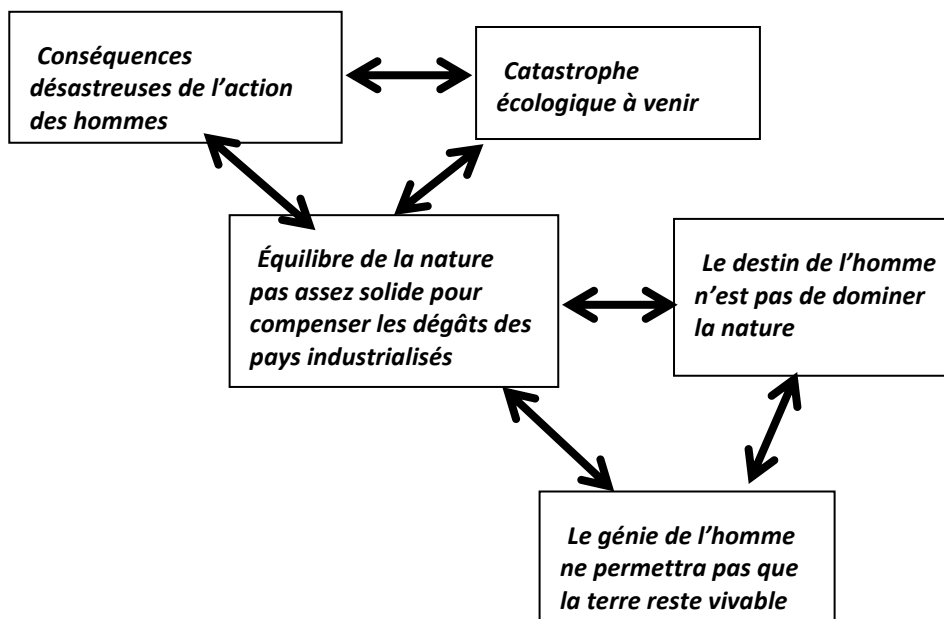 Conséquences
désastreuses de l’action
des hommes
Catastrophe
écologique à venir
Équilibre de la nature
pas assez solide pour
compenser les dégâts des
pays industrialisés
Le destin de l’homme
n’est pas de dominer
la nature
Le génie de l’homme
ne permettra pas que
la terre reste vivable